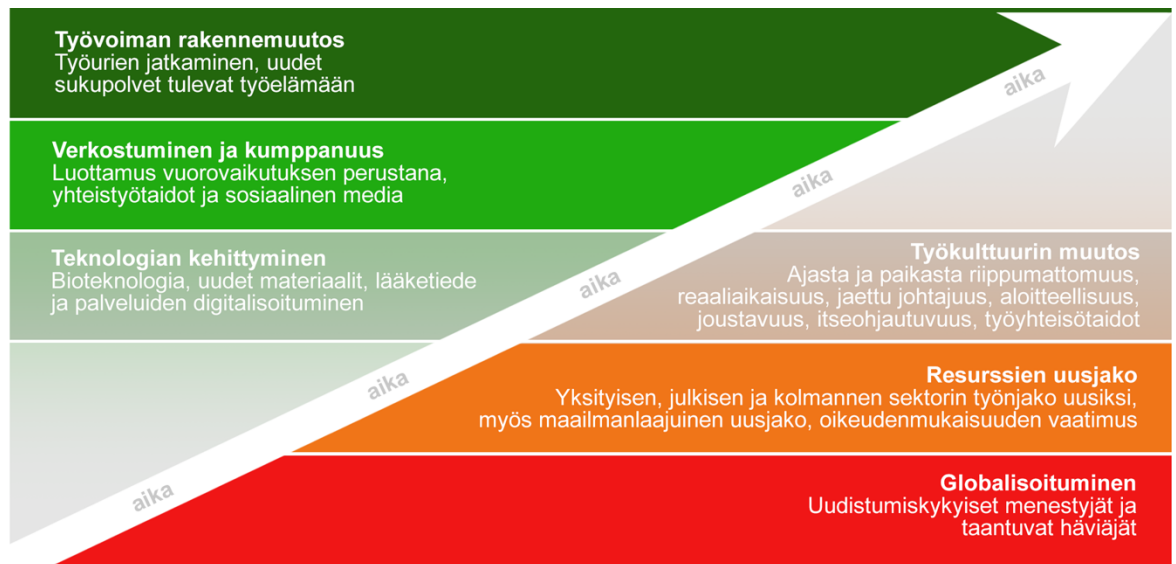 Työvoiman rakennemuutos
Työurien jatkaminen, uudet
sukupolvet tulevat työelämään
aika
Verkostuminen ja kumppanuus
Luottamus vuorovaikutuksen perustana,
yhteistyötaidot ja sosiaalinen media
aika
Teknologian kehittyminen
Bioteknologia, uudet materiaalit, lääketiede
ja palveluiden digitalisoituminen
aika
Työkulttuurin muutos
Ajasta ja paikasta riippumattomuus,
reaaliaikaisuus, jaettu johtajuus, aloitteellisuus,
joustavuus, itseohjautuvuus, työyhteisötaidot
aika
Resurssien uusjako
Yksityisen, julkisen ja kolmannen sektorin työnjako uusiksi,
myös maailmanlaajuinen uusjako, oikeudenmukaisuuden vaatimus
aika
Globalisoituminen
Uudistumiskykyiset menestyjät ja
taantuvat häviäjät